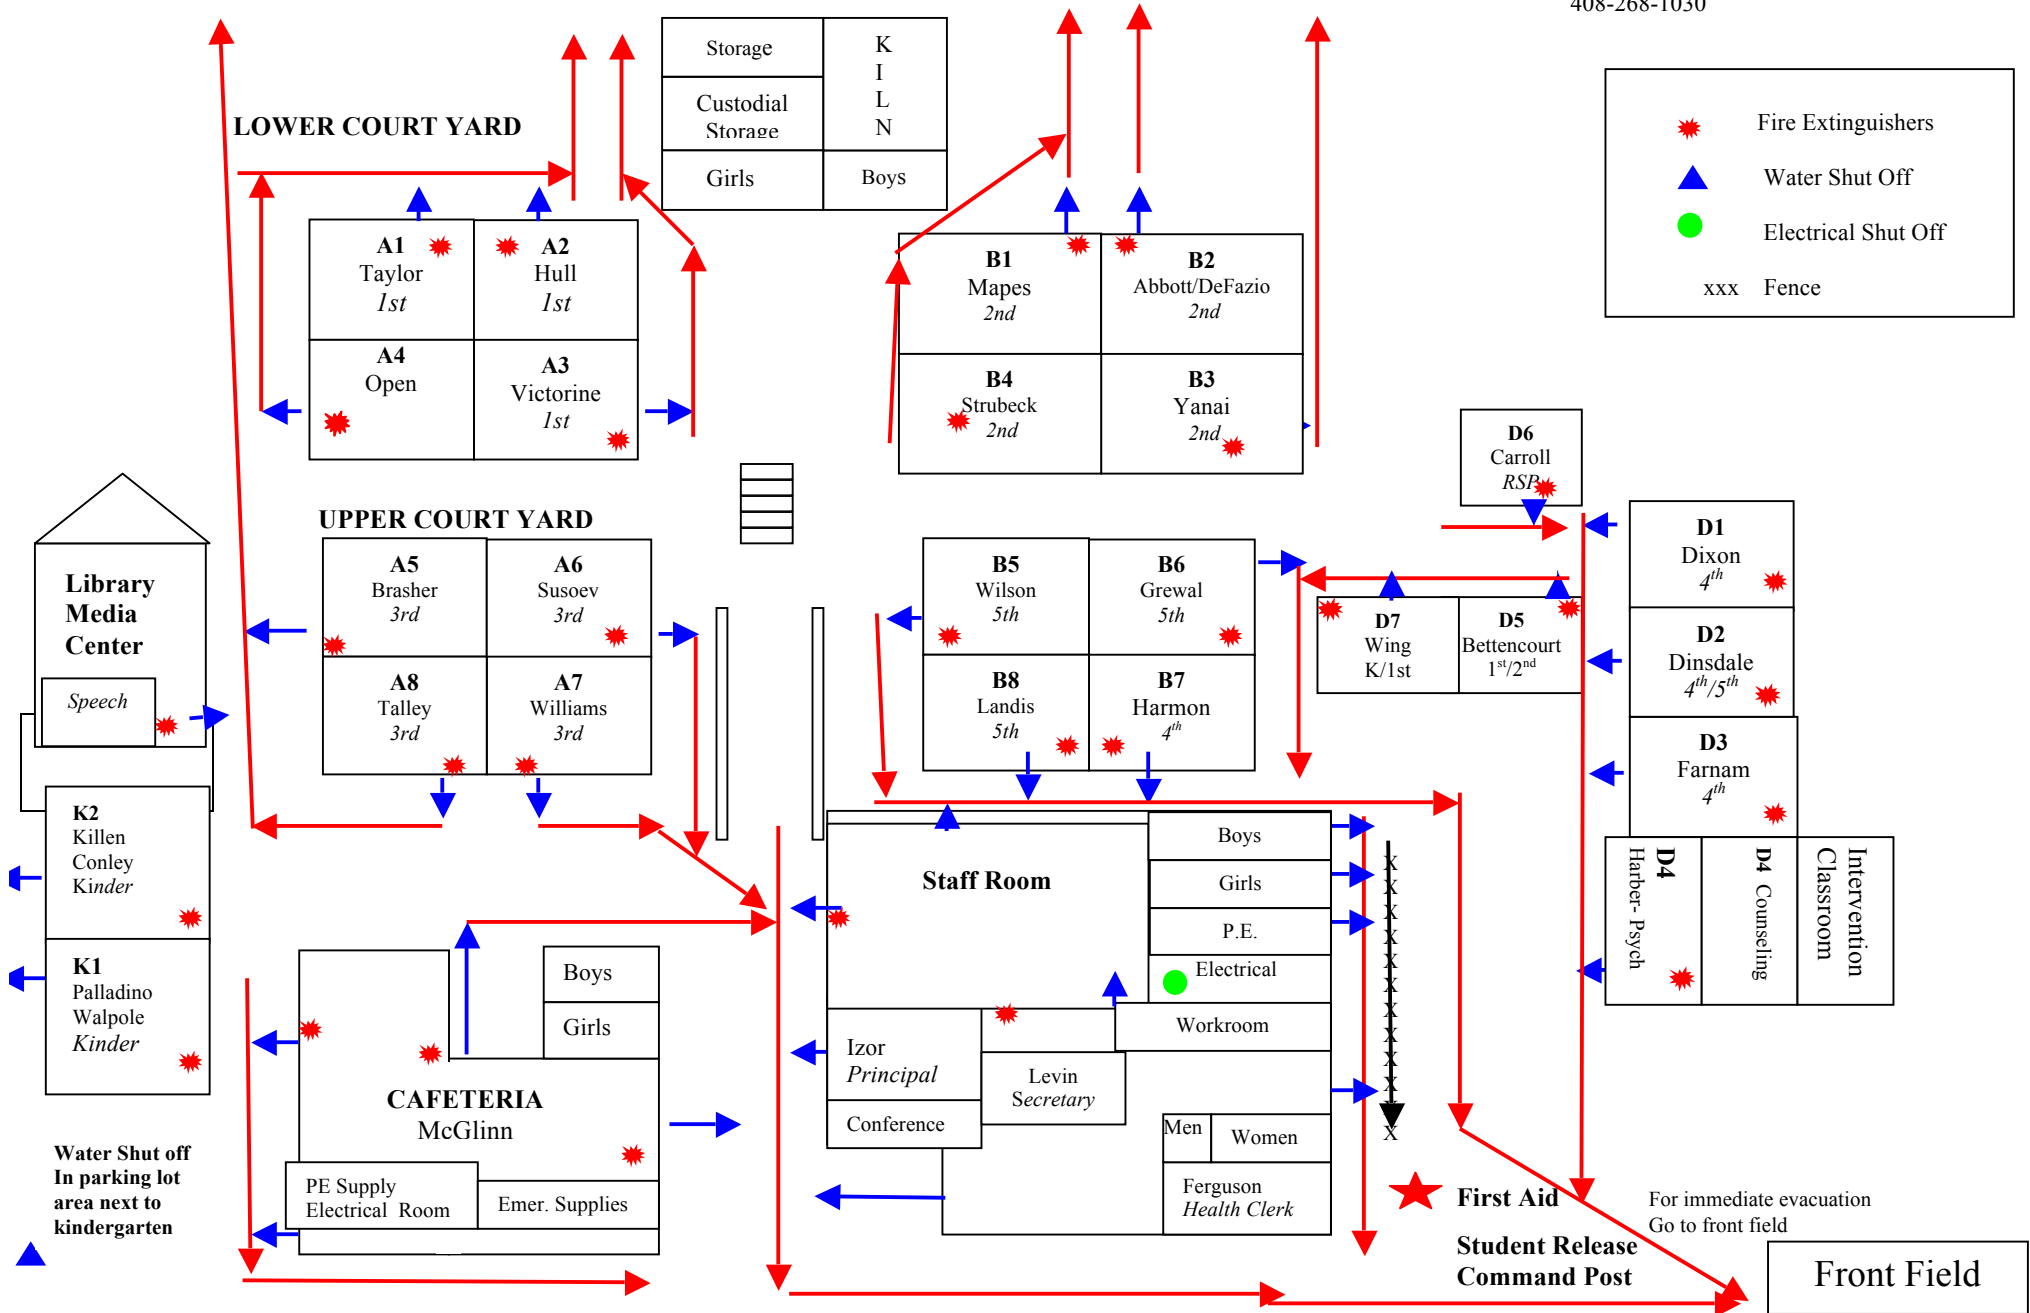 408-268-1030
Storage
K
I
L
N
Custodial
Storage
Girls
Boys
Fire Extinguishers
Water Shut Off
Electrical Shut Off
xxx Fence
LOWER COURT YARD
A1
Taylor
1st
A2
Hull
1st
A4
Open
A3
Victorine
1st
B1
Mapes
2nd
B2
Abbott/DeFazio
2nd
B4
Strubeck
2nd
B3
Yanai
2nd
D6
Carroll
RSP
UPPER COURT YARD
Library
Media
Center
Speech
A5
Brasher
3rd
A6
Susoev
3rd
A8
Talley
3rd
A7
Williams
3rd
B5
Wilson
5th
B6
Grewal
5th
B8
Landis
5th
B7
Harmon
4th
D7
Wing
K/1st
D5
Bettencourt
1st/2nd
D1
Dixon
4th
D2
Dinsdale
4th/5th
D3
Farnam
4th
D4
Harber- Psych
D4 Counseling
Intervention
Classroom
K2
Killen
Conley
Kinder
K1
Palladino
Walpole
Kinder
Staff Room
Boys
Girls
P.E.
Electrical
Workroom
X
X
X
X
X
X
X
X
X
X
X
X
Boys
Girls
CAFETERIA
McGlinn
PE Supply
Electrical Room
Emer. Supplies
Izor
Principal
Levin
Secretary
Conference
Men
Women
Ferguson
Health Clerk
Water Shut off
In parking lot
area next to
kindergarten
First Aid
Student Release
Command Post
For immediate evacuation
Go to front field
Front Field